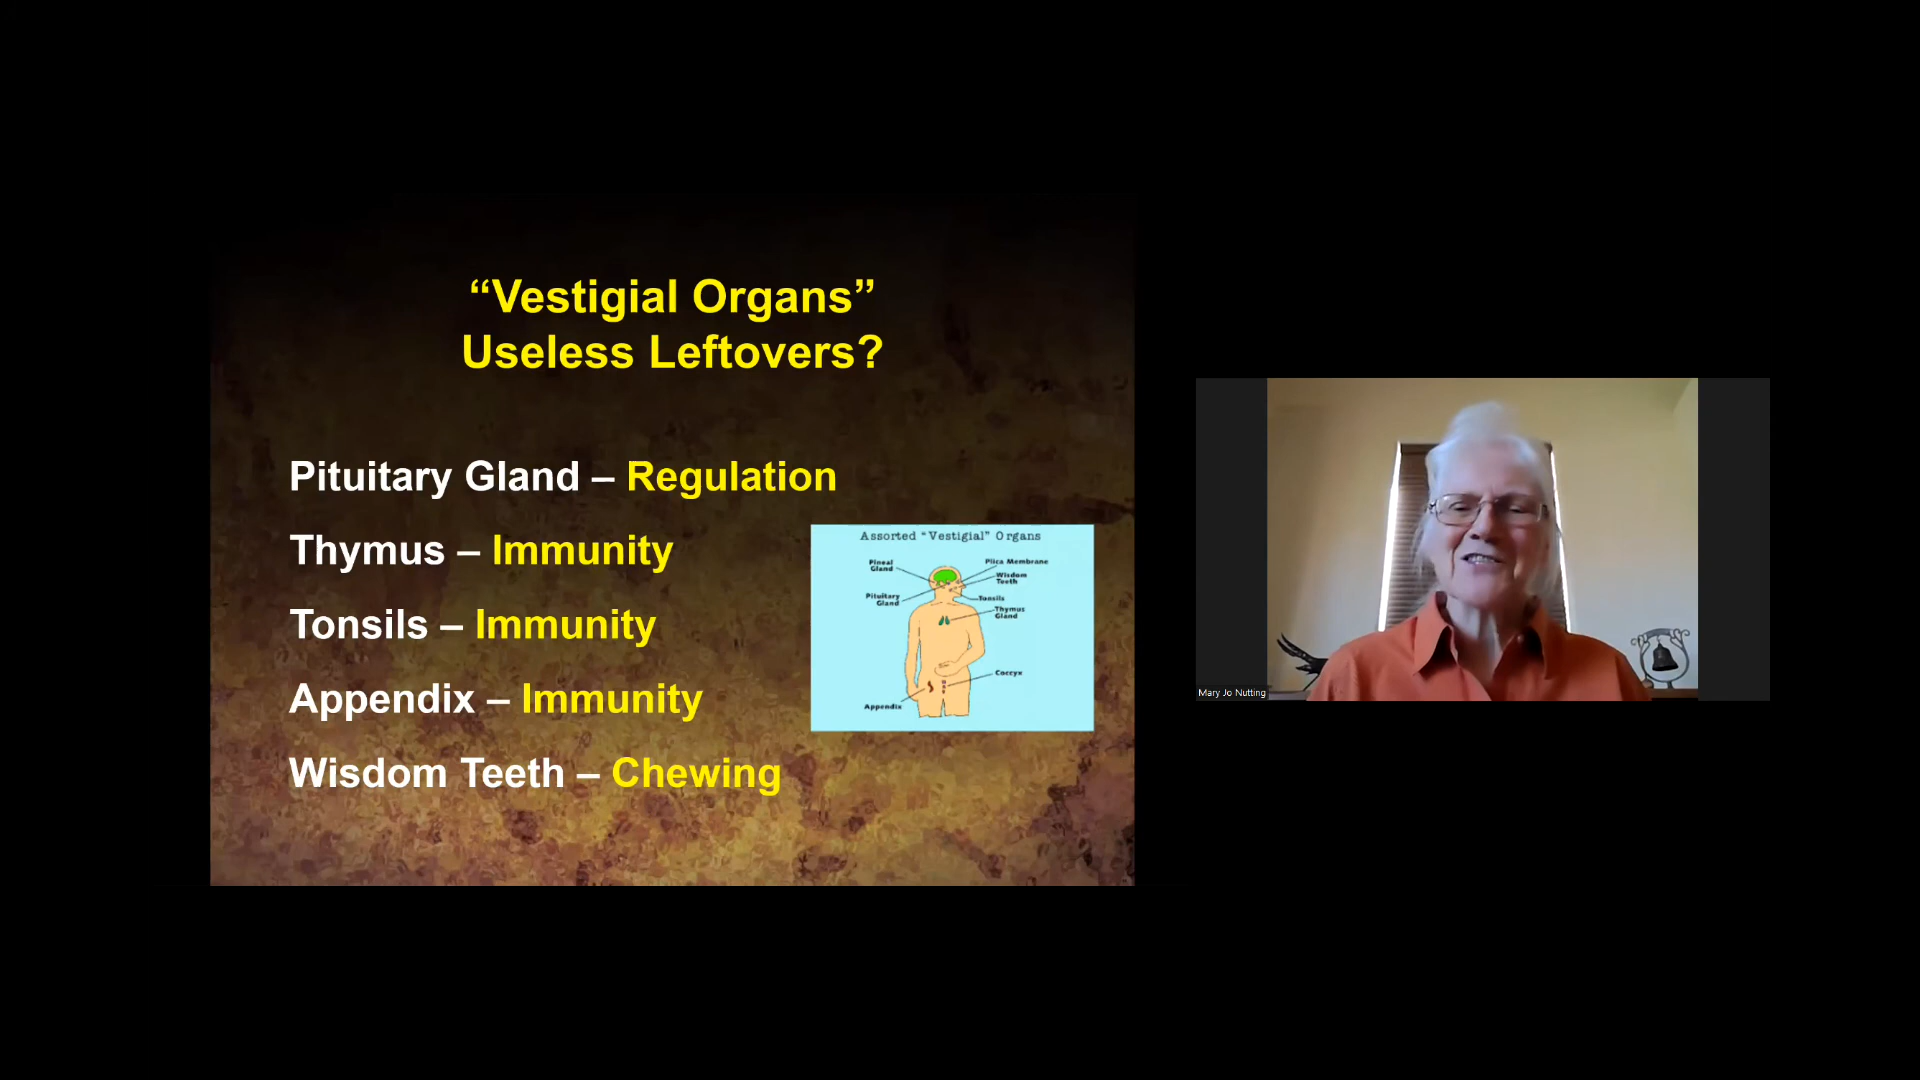 “Vestigial Organs”
Useless Leftovers?
Pituitary Gland – Regulation
Thymus – Immunity
Tonsils – Immunity
Appendix – Immunity
Wisdom Teeth – Chewing
Assorted “Vestigial” Organs
Pineal
Gland
Plica Membrane
Wisdom
Teeth
Pituitary
Gland
Tonsils
Thymus
Gland
Coccyx
Appendix
Mary Jo Nutting